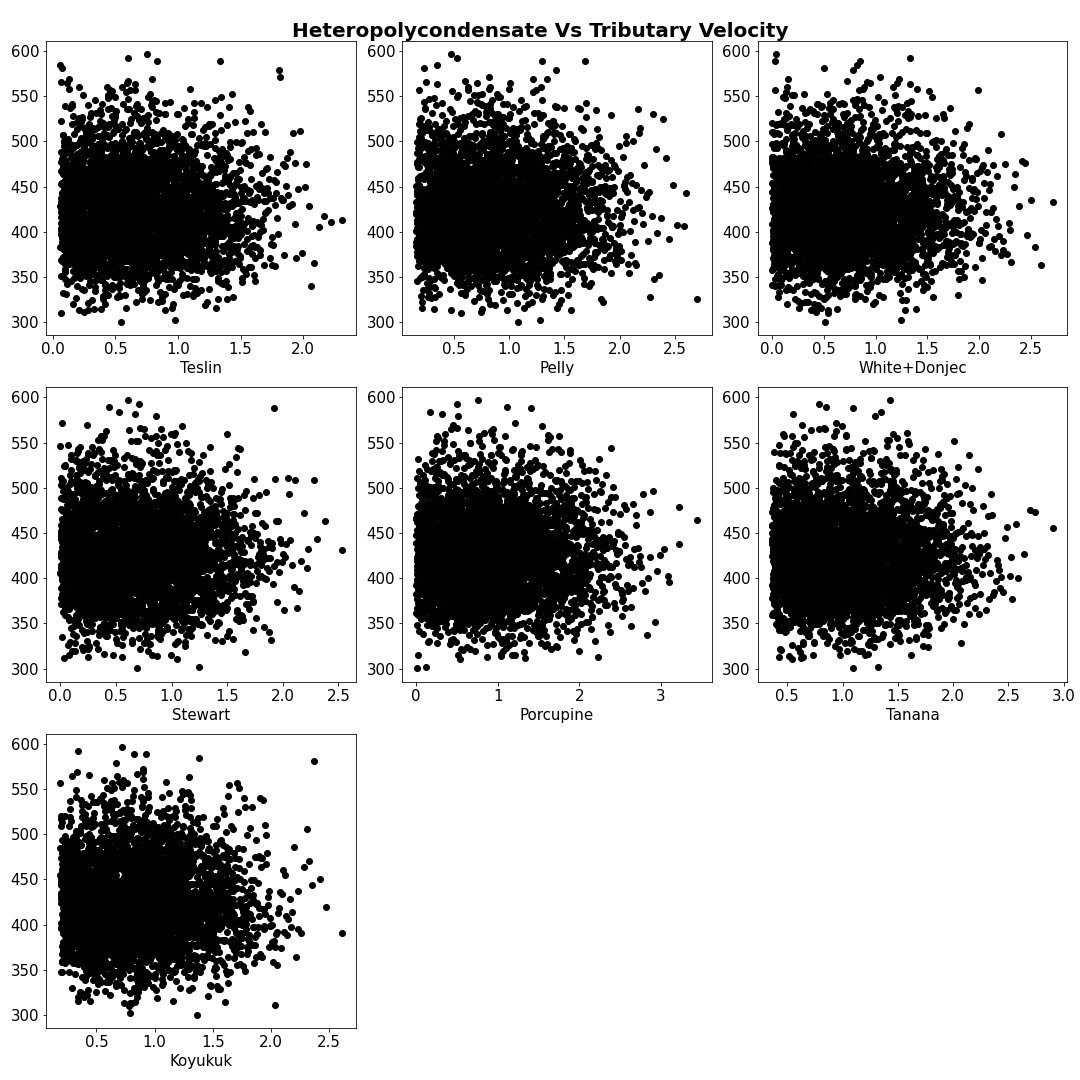 Heteropolycondensate Vs Tributary Velocity
600 550 500 450 400 350 300
0.0 0.5 1.0 1.5 2.0
Teslin
600 550 500 450 400 350 300
0.5 1.0 1.5 2.0 2.5
Pelly
600 550 500 450 400 350 300
0.0 0.5 1.0 1.5 2.0 2.5
White+Donjec
600 550 500 450 400 350 300
0.0 0.5 1.0 1.5 2.0 2.5
Stewart
600 550 500 450 400 350 300
0 1 2 3
Porcupine
600 550 500 450 400 350 300
0.5 1.0 1.5 2.0 2.5 3.0
Tanana
600 550 500 450 400 350 300
0.5 1.0 1.5 2.0 2.5
Koyukuk